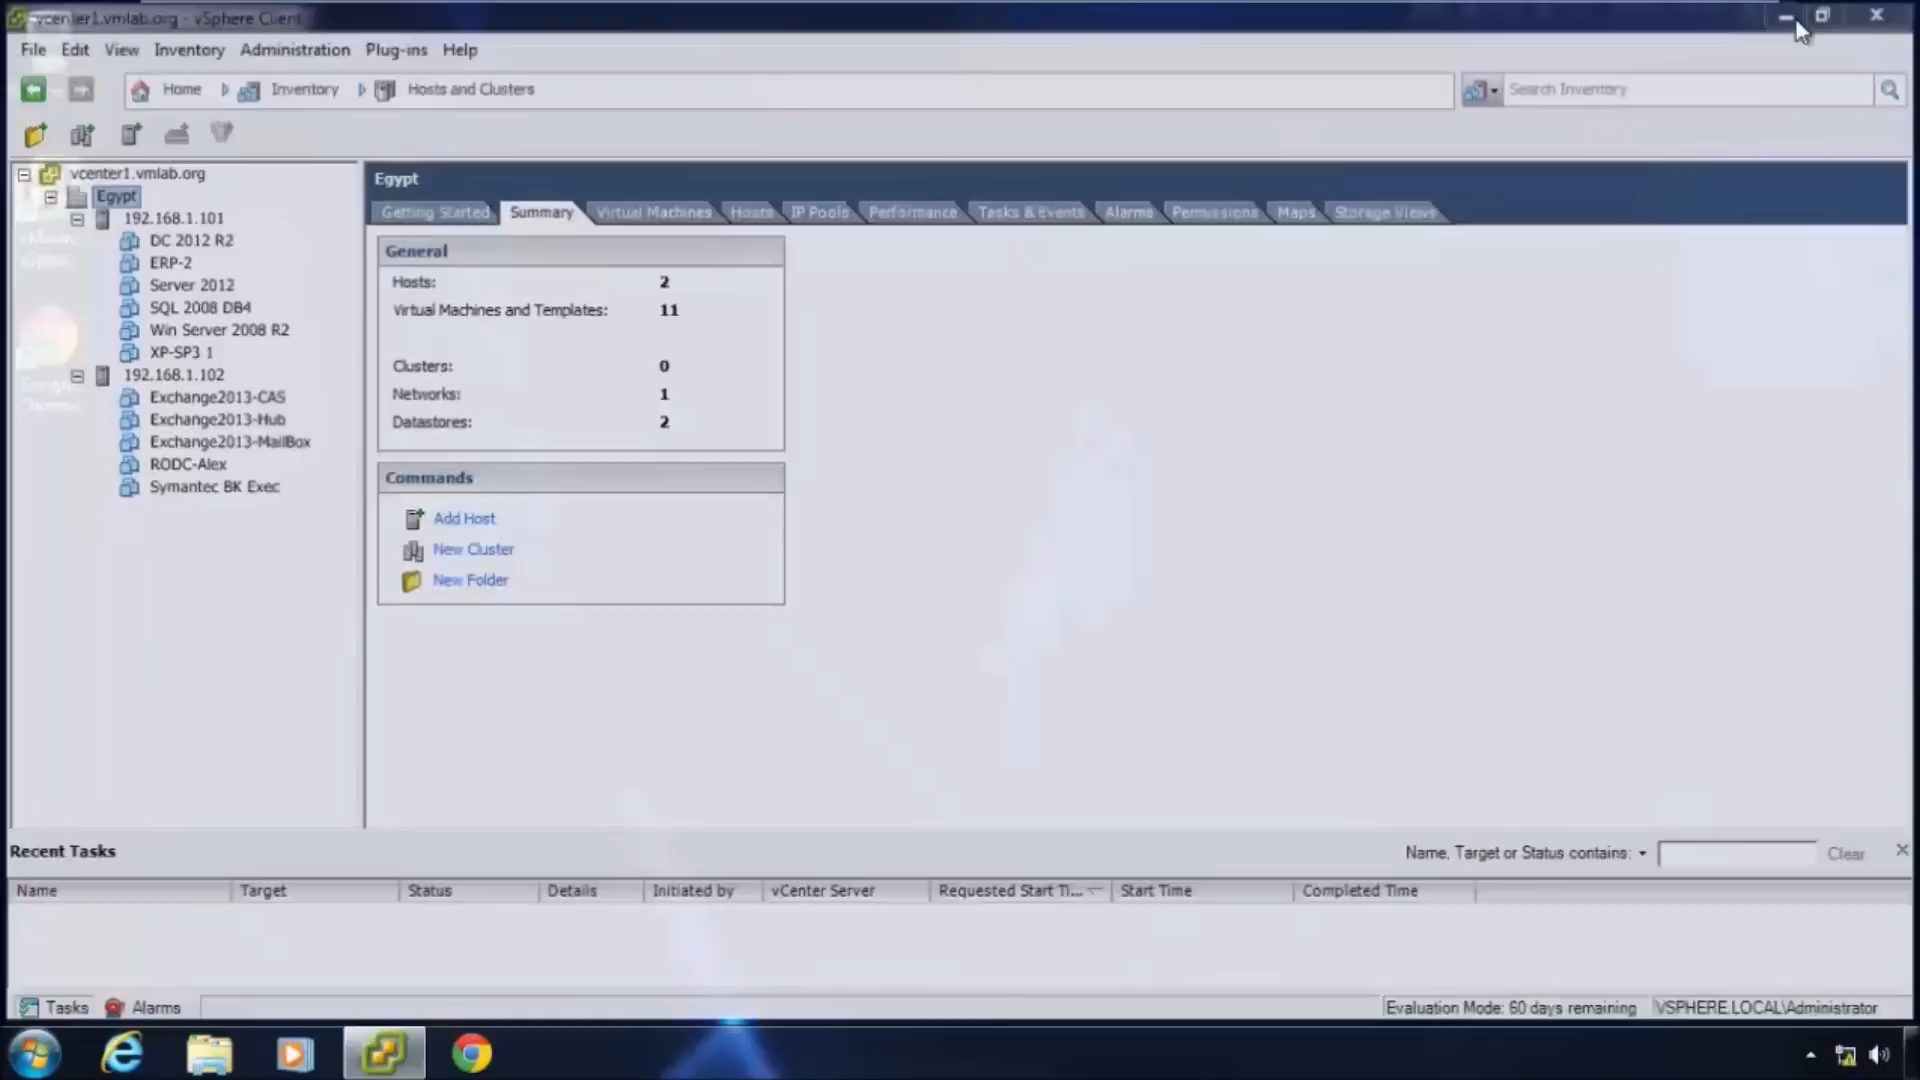 vcenter1.vmlab.org - vSphere Client
File Edit View Inventory Administration Plug-ins Help
Home Inventory Hosts and Clusters
Search Inventory
vcenter1.vmlab.org
Egypt
192.168.1.101
DC 2012 R2
ERP-2
Server 2012
SQL 2008 DB4
Win Server 2008 R2
XP-SP3 1
192.168.1.102
Exchange2013-CAS
Exchange2013-Hub
Exchange2013-MailBox
RODC-Alex
Symantec BK Exec
Egypt
Getting Started Summary Virtual Machines Hosts IP Pools Performance Tasks & Events Alarms Permissions Maps Storage Views
General
Hosts: 2
Virtual Machines and Templates: 11
Clusters: 0
Networks: 1
Datastores: 2
Commands
Add Host
New Cluster
New Folder
Recent Tasks
Name, Target or Status contains: Clear
Name Target Status Details Initiated by vCenter Server Requested Start Ti... Start Time Completed Time
Tasks Alarms
Evaluation Mode: 60 days remaining VSPHERE.LOCAL\Administrator